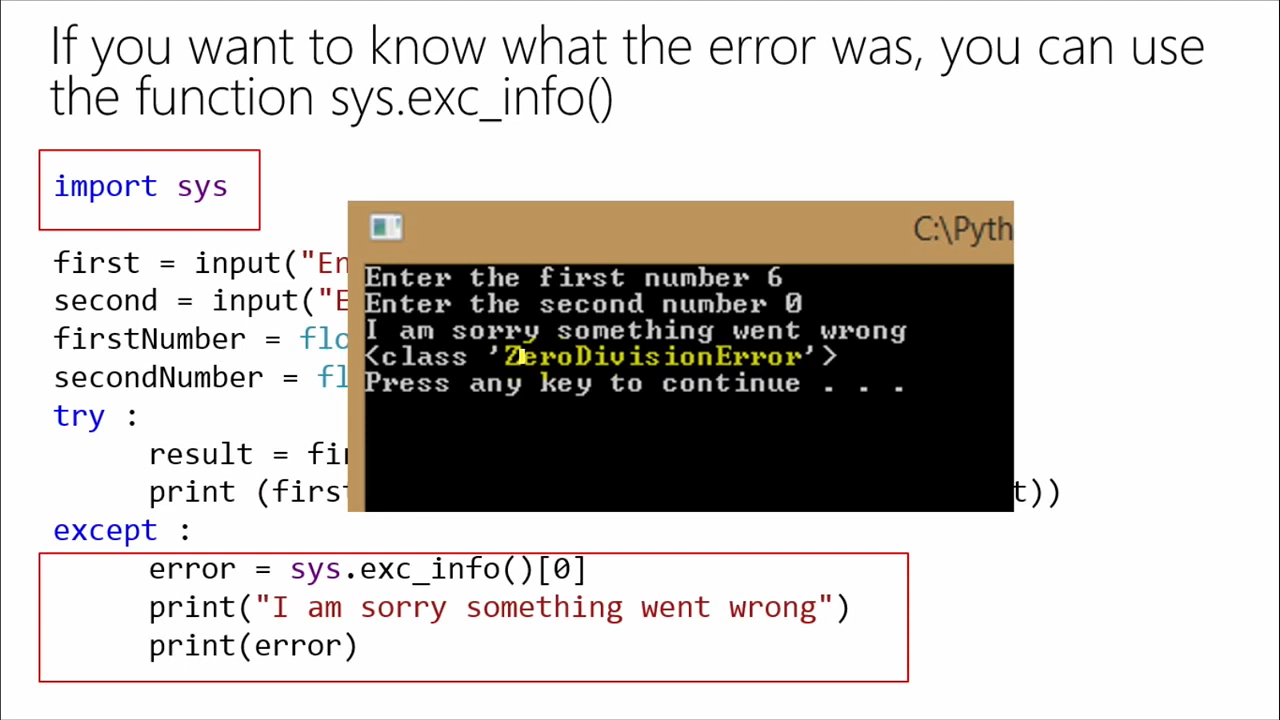 If you want to know what the error was, you can use
the function sys.exc_info()
import sys
first = input("En
second = input("E
firstNumber = flo
secondNumber = fl
try :
result = fir
print (first
t))
except :
error = sys.exc_info()[0]
print("I am sorry something went wrong")
print(error)
C:\Pyth
Enter the first number 6
Enter the second number 0
I am sorry something went wrong
<class 'ZeroDivisionError'>
Press any key to continue . . .